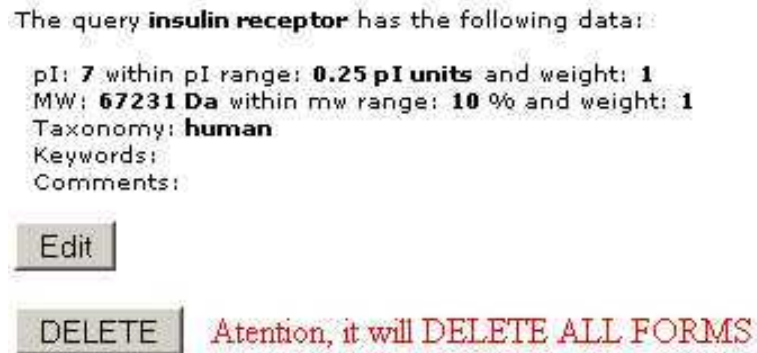 The query insulin receptor has the following data:
pI: 7 within pI range: 0.25 pI units and weight: 1
MW: 67231 Da within mw range: 10 % and weight: 1
Taxonomy: human
Keywords:
Comments:
Edit
DELETE Atention, it will DELETE ALL FORMS